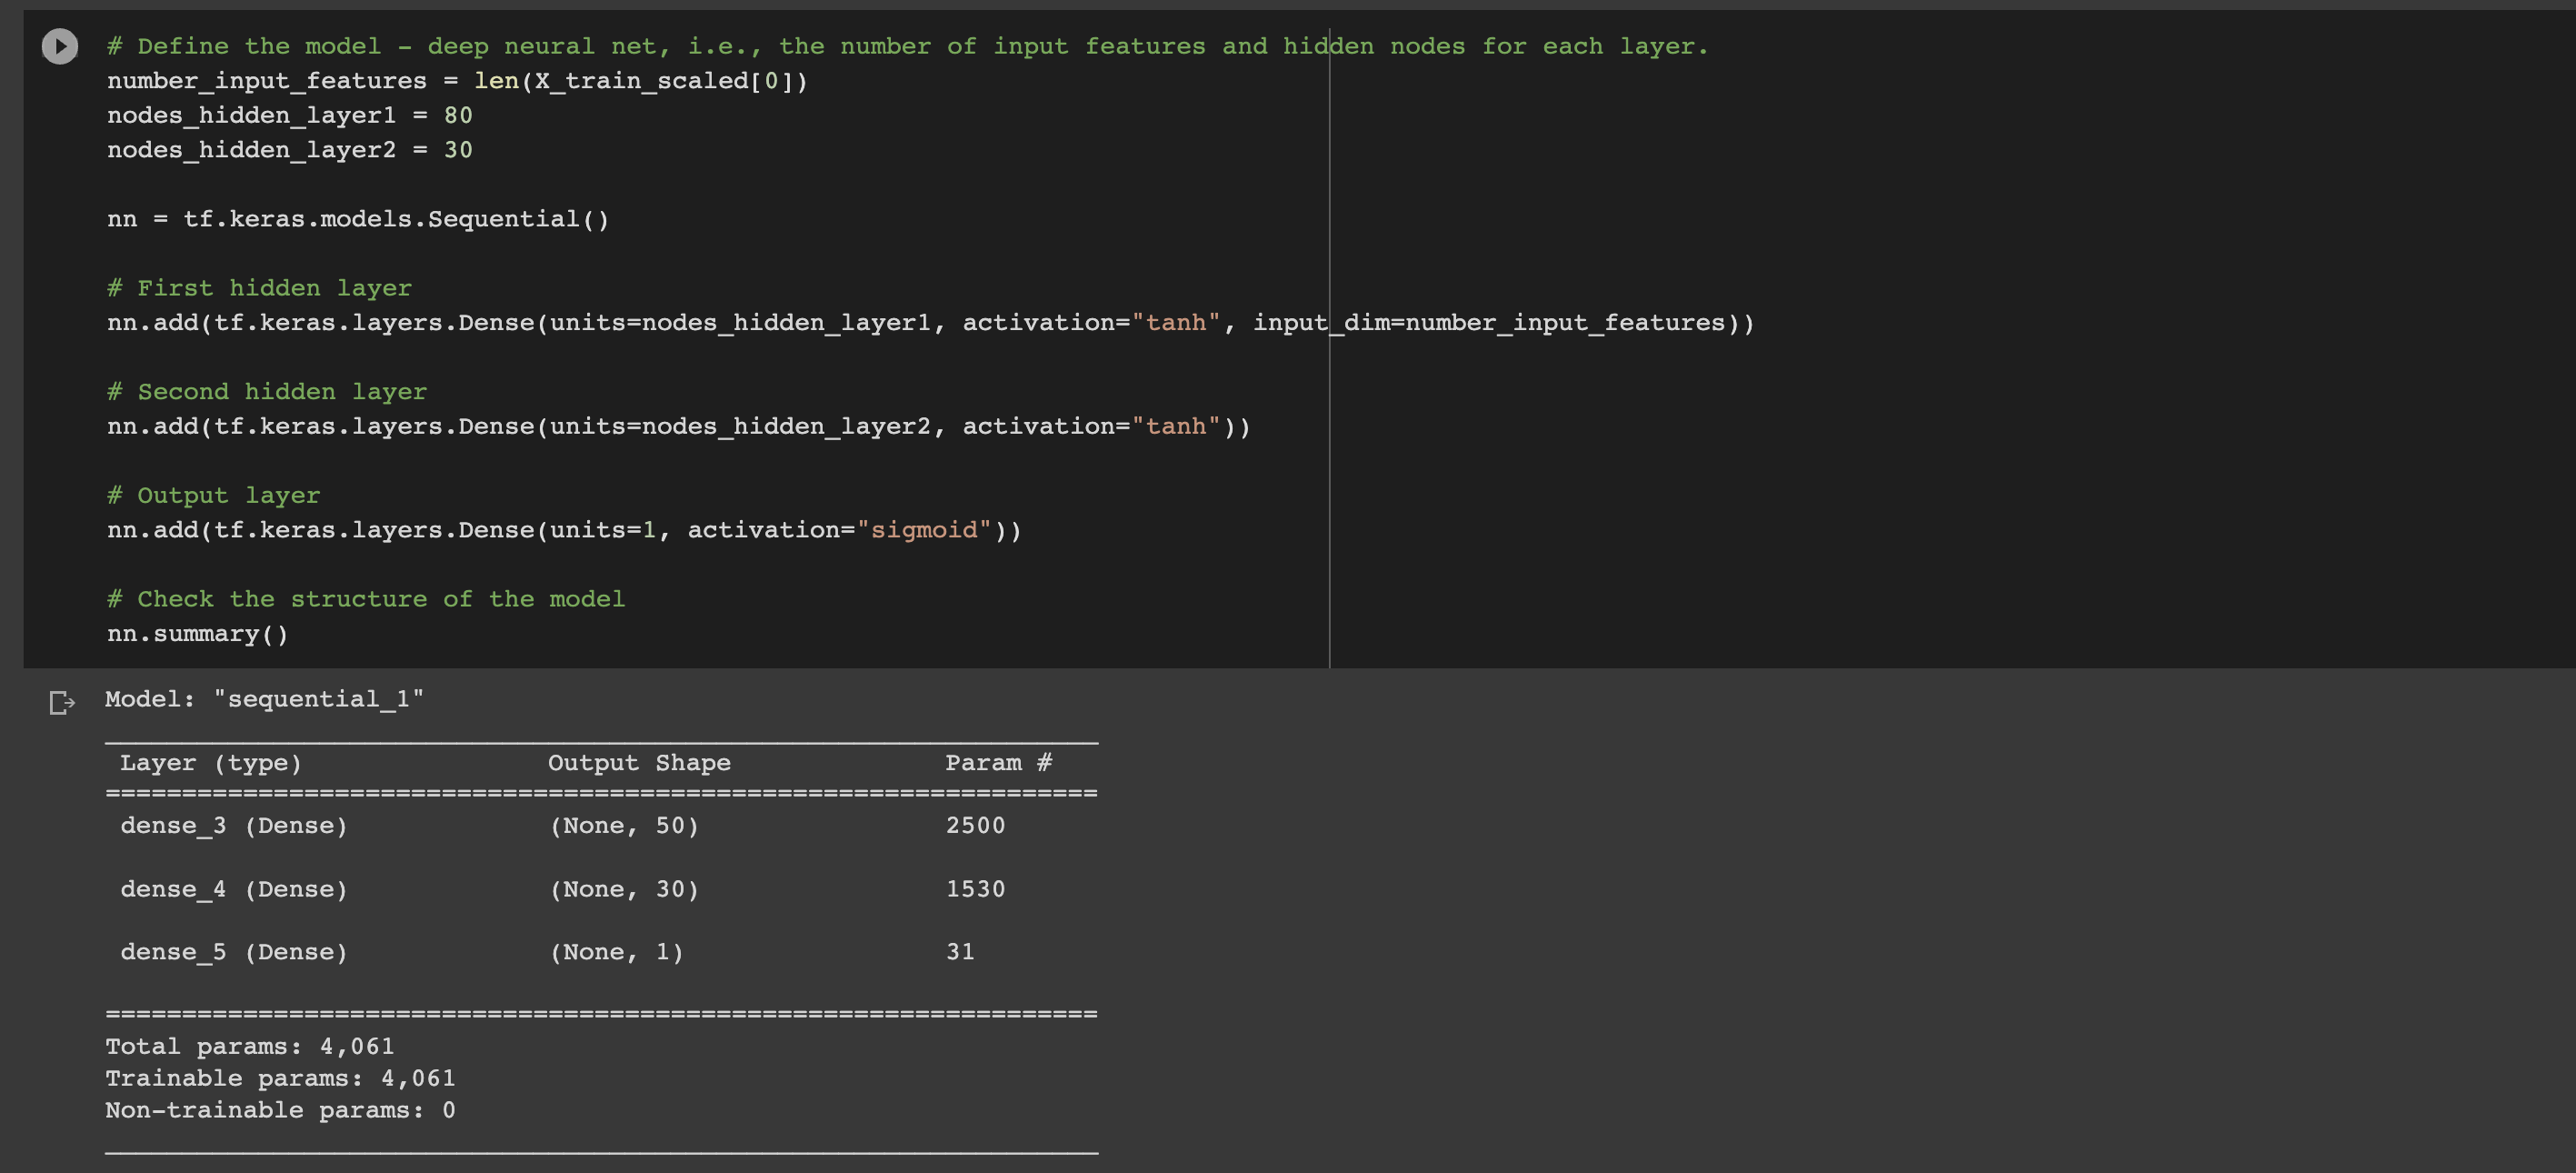 # Define the model – deep neural net, i.e., the number of input features and hidden nodes for each layer.
number_input_features = len(X_train_scaled[0])
nodes_hidden_layer1 = 80
nodes_hidden_layer2 = 30
nn = tf.keras.models.Sequential()
# First hidden layer
nn.add(tf.keras.layers.Dense(units=nodes_hidden_layer1, activation="tanh", input_dim=number_input_features))
# Second hidden layer
nn.add(tf.keras.layers.Dense(units=nodes_hidden_layer2, activation="tanh"))
# Output layer
nn.add(tf.keras.layers.Dense(units=1, activation="sigmoid"))
# Check the structure of the model
nn.summary()
Model: "sequential_1"
_________________________________________________________________
Layer (type) Output Shape Param #
=================================================================
dense_3 (Dense) (None, 50) 2500
dense_4 (Dense) (None, 30) 1530
dense_5 (Dense) (None, 1) 31
=================================================================
Total params: 4,061
Trainable params: 4,061
Non-trainable params: 0
_________________________________________________________________